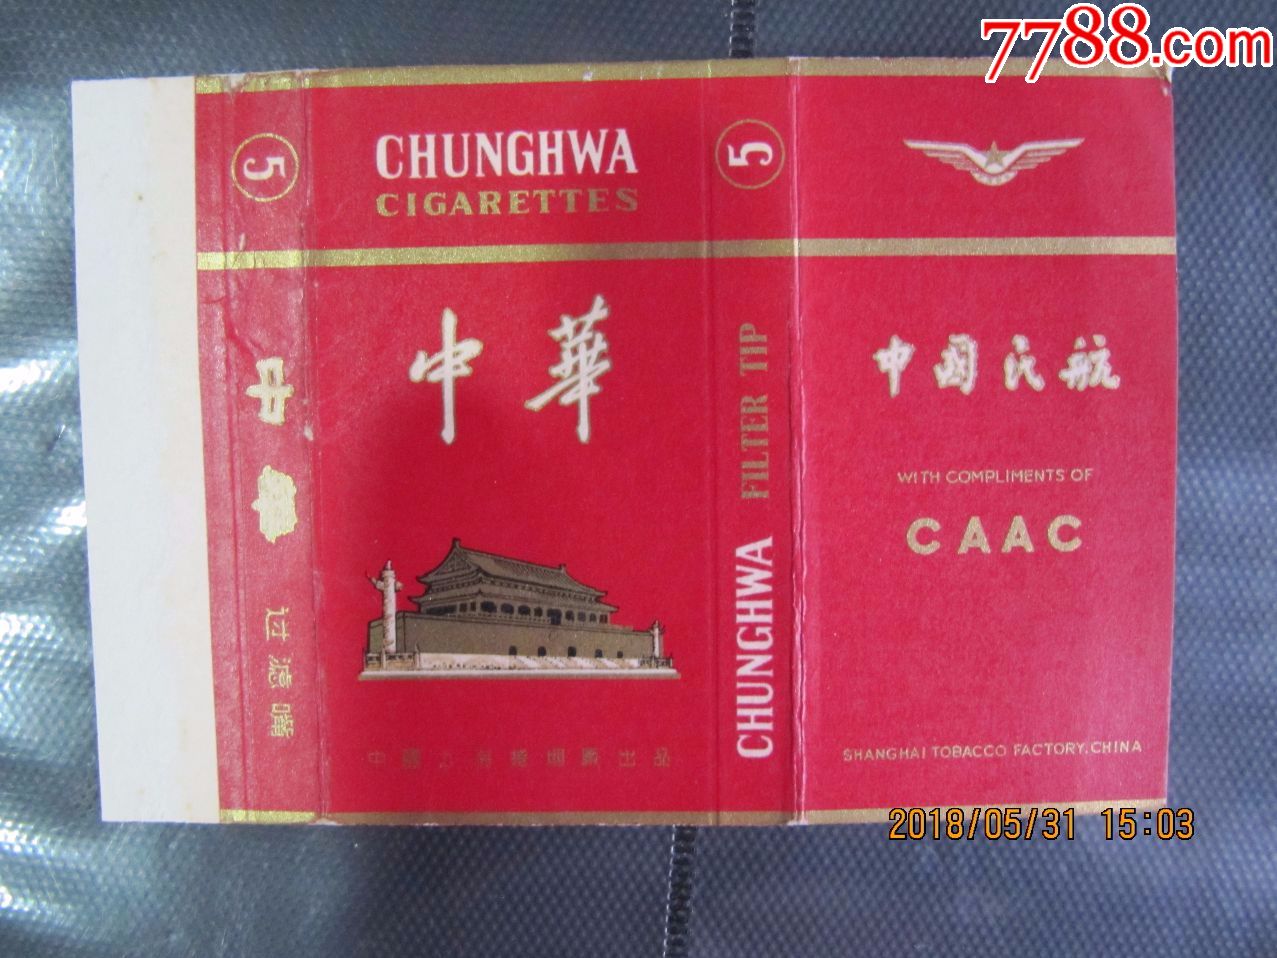 7788.com
5
CHUNGHWA
CIGARETTES
中華
中國上海捲烟廠出品
中華
过滤嘴
5
CHUNGHWA FILTER TIP
中国民航
WITH COMPLIMENTS OF
CAAC
SHANGHAI TOBACCO FACTORY, CHINA
2018/05/31 15:03